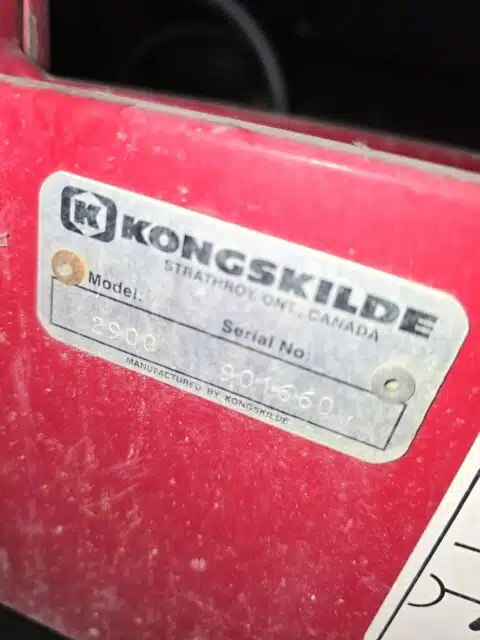 K KONGSKILDE
STRATHROY ONT., CANADA
Model: Serial No.
2900 901660
MANUFACTURED BY KONGSKILDE